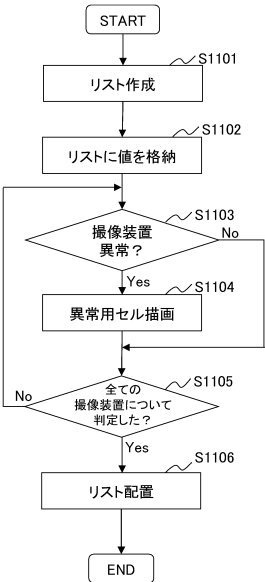 START
S1101
リスト作成
S1102
リストに値を格納
S1103
撮像装置
異常？
No
Yes
S1104
異常用セル描画
S1105
全ての
撮像装置について
判定した？
No
Yes
S1106
リスト配置
END